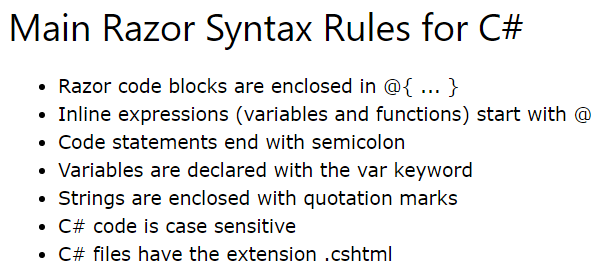 Main Razor Syntax Rules for C#
• Razor code blocks are enclosed in @{ ... }
• Inline expressions (variables and functions) start with @
• Code statements end with semicolon
• Variables are declared with the var keyword
• Strings are enclosed with quotation marks
• C# code is case sensitive
• C# files have the extension .cshtml